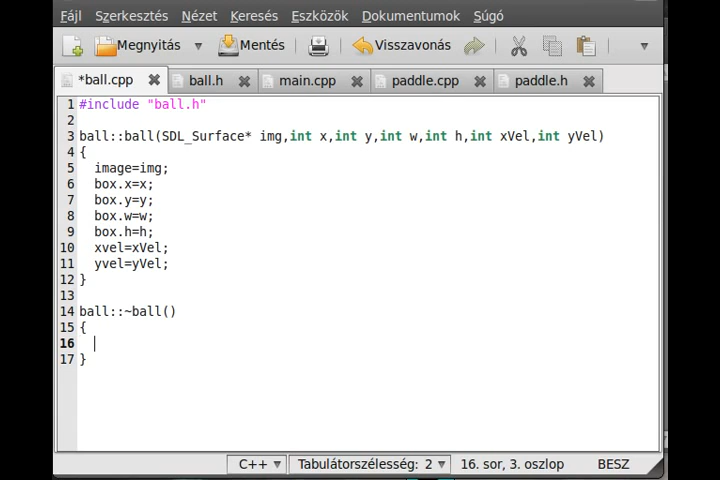 Fájl Szerkesztés Nézet Keresés Eszközök Dokumentumok Súgó
Megnyitás Mentés Visszavonás
*ball.cpp ball.h main.cpp paddle.cpp paddle.h
1 #include "ball.h"
2
3 ball::ball(SDL_Surface* img,int x,int y,int w,int h,int xVel,int yVel)
4 {
5   image=img;
6   box.x=x;
7   box.y=y;
8   box.w=w;
9   box.h=h;
10   xvel=xVel;
11   yvel=yVel;
12 }
13
14 ball::~ball()
15 {
16
17 }
C++ Tabulátorszélesség: 2 16. sor, 3. oszlop BESZ